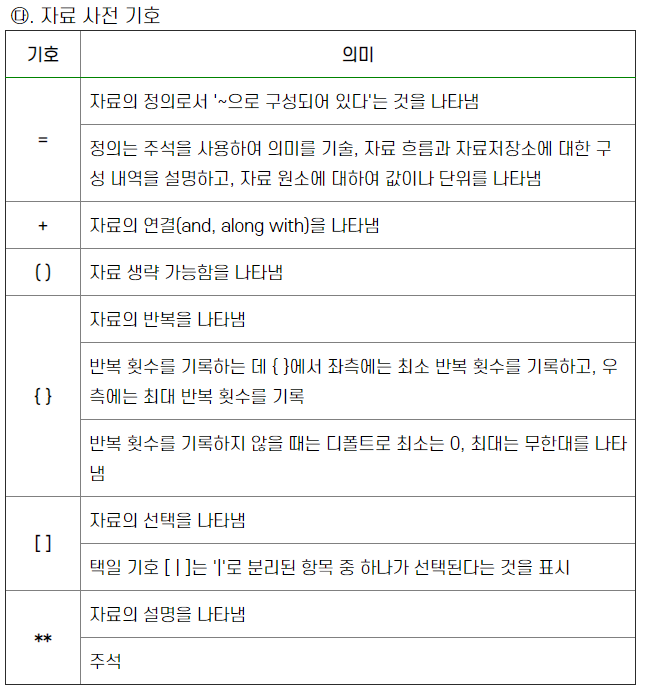 ㉰. 자료 사전 기호
기호 의미
= 자료의 정의로서 '~으로 구성되어 있다'는 것을 나타냄
정의는 주석을 사용하여 의미를 기술, 자료 흐름과 자료저장소에 대한 구
성 내역을 설명하고, 자료 원소에 대하여 값이나 단위를 나타냄
+ 자료의 연결(and, along with)을 나타냄
( ) 자료 생략 가능함을 나타냄
{ } 자료의 반복을 나타냄
반복 횟수를 기록하는 데 { }에서 좌측에는 최소 반복 횟수를 기록하고, 우
측에는 최대 반복 횟수를 기록
반복 횟수를 기록하지 않을 때는 디폴트로 최소는 0, 최대는 무한대를 나타
냄
[ ] 자료의 선택을 나타냄
택일 기호 [ | ]는 '|'로 분리된 항목 중 하나가 선택된다는 것을 표시
** 자료의 설명을 나타냄
주석